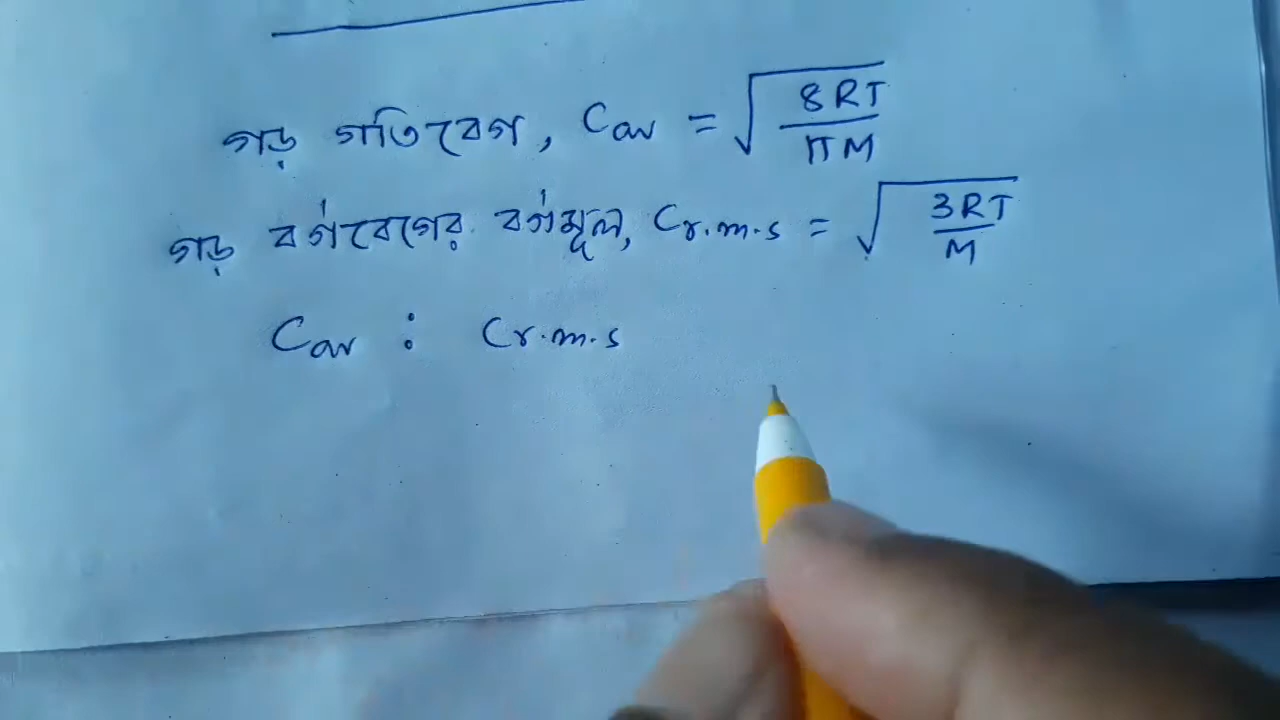 গড় গতিবেগ, Cav = √(8RT/πM)
গড় বর্গবেগের বর্গমূল, Cr.m.s = √(3RT/M)
Cav : Cr.m.s